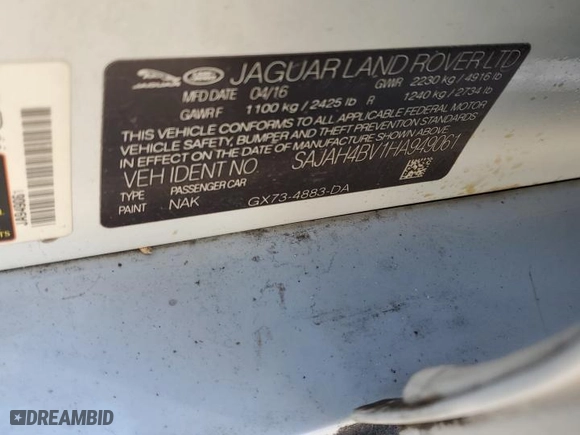 JAGUAR LAND ROVER LTD
MFD DATE 04/16 GVWR 2230 kg / 4916 lb
GAWR F 1100 kg / 2425 lb R 1240 kg / 2734 lb
THIS VEHICLE CONFORMS TO ALL APPLICABLE FEDERAL MOTOR
VEHICLE SAFETY, BUMPER AND THEFT PREVENTION STANDARDS
IN EFFECT ON THE DATE OF MANUFACTURE SHOWN ABOVE
VEH IDENT NO SAJAH4BV1HA949061
TYPE PASSENGER CAR
PAINT NAK GX73-4883-DA
JA949061
DREAMBID